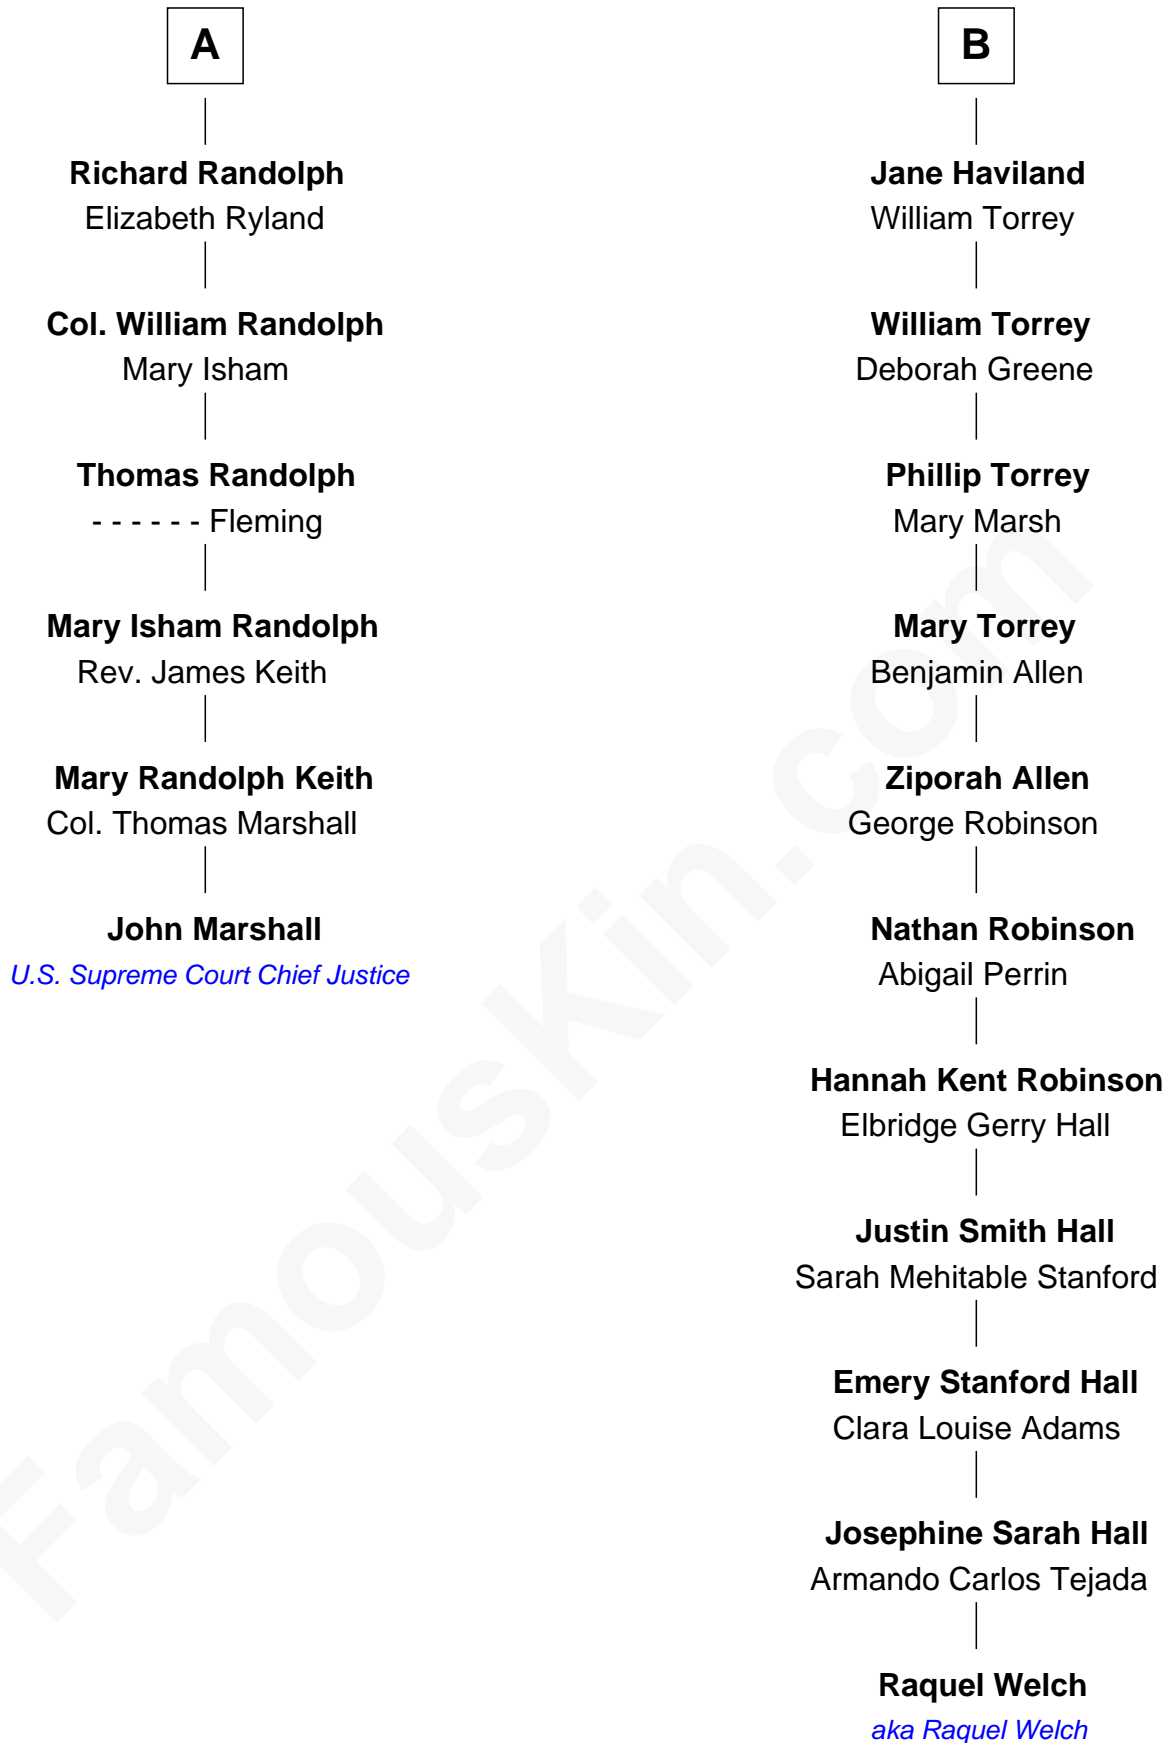 A
Richard Randolph
Elizabeth Ryland
Col. William Randolph
Mary Isham
Thomas Randolph
- - - - - - Fleming
Mary Isham Randolph
Rev. James Keith
Mary Randolph Keith
Col. Thomas Marshall
John Marshall
U.S. Supreme Court Chief Justice
B
Jane Haviland
William Torrey
William Torrey
Deborah Greene
Phillip Torrey
Mary Marsh
Mary Torrey
Benjamin Allen
Ziporah Allen
George Robinson
Nathan Robinson
Abigail Perrin
Hannah Kent Robinson
Elbridge Gerry Hall
Justin Smith Hall
Sarah Mehitable Stanford
Emery Stanford Hall
Clara Louise Adams
Josephine Sarah Hall
Armando Carlos Tejada
Raquel Welch
aka Raquel Welch
FamousKin.com